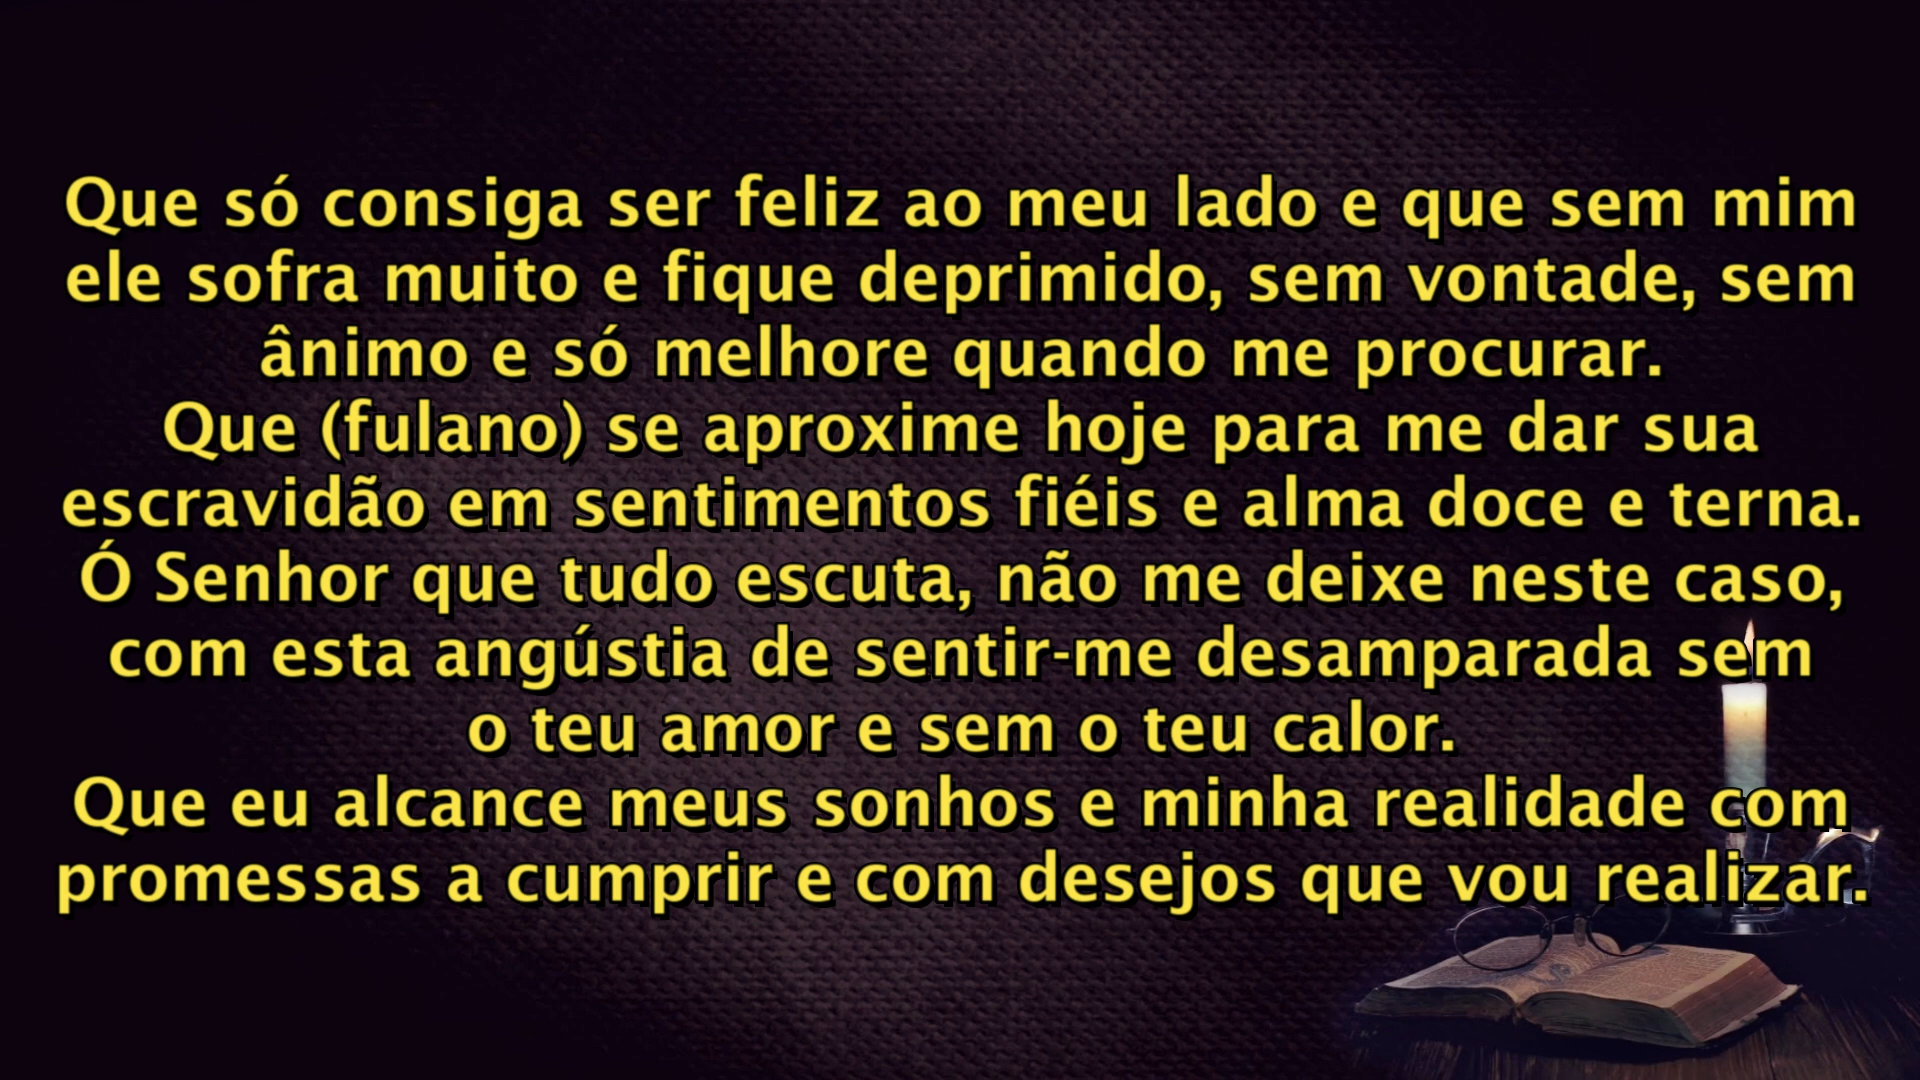 Que só consiga ser feliz ao meu lado e que sem mim
ele sofra muito e fique deprimido, sem vontade, sem
ânimo e só melhore quando me procurar.
Que (fulano) se aproxime hoje para me dar sua
escravidão em sentimentos fiéis e alma doce e terna.
Ó Senhor que tudo escuta, não me deixe neste caso,
com esta angústia de sentir-me desamparada sem
o teu amor e sem o teu calor.
Que eu alcance meus sonhos e minha realidade com
promessas a cumprir e com desejos que vou realizar.